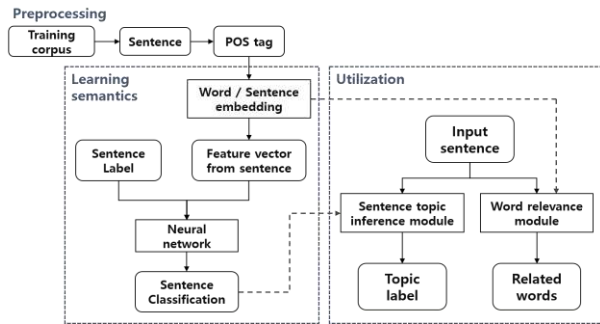 Preprocessing
Training
corpus
Sentence
POS tag
Learning
semantics
Word / Sentence
embedding
Sentence
Label
Feature vector
from sentence
Neural
network
Sentence
Classification
Utilization
Input
sentence
Sentence topic
inference module
Word relevance
module
Topic
label
Related
words